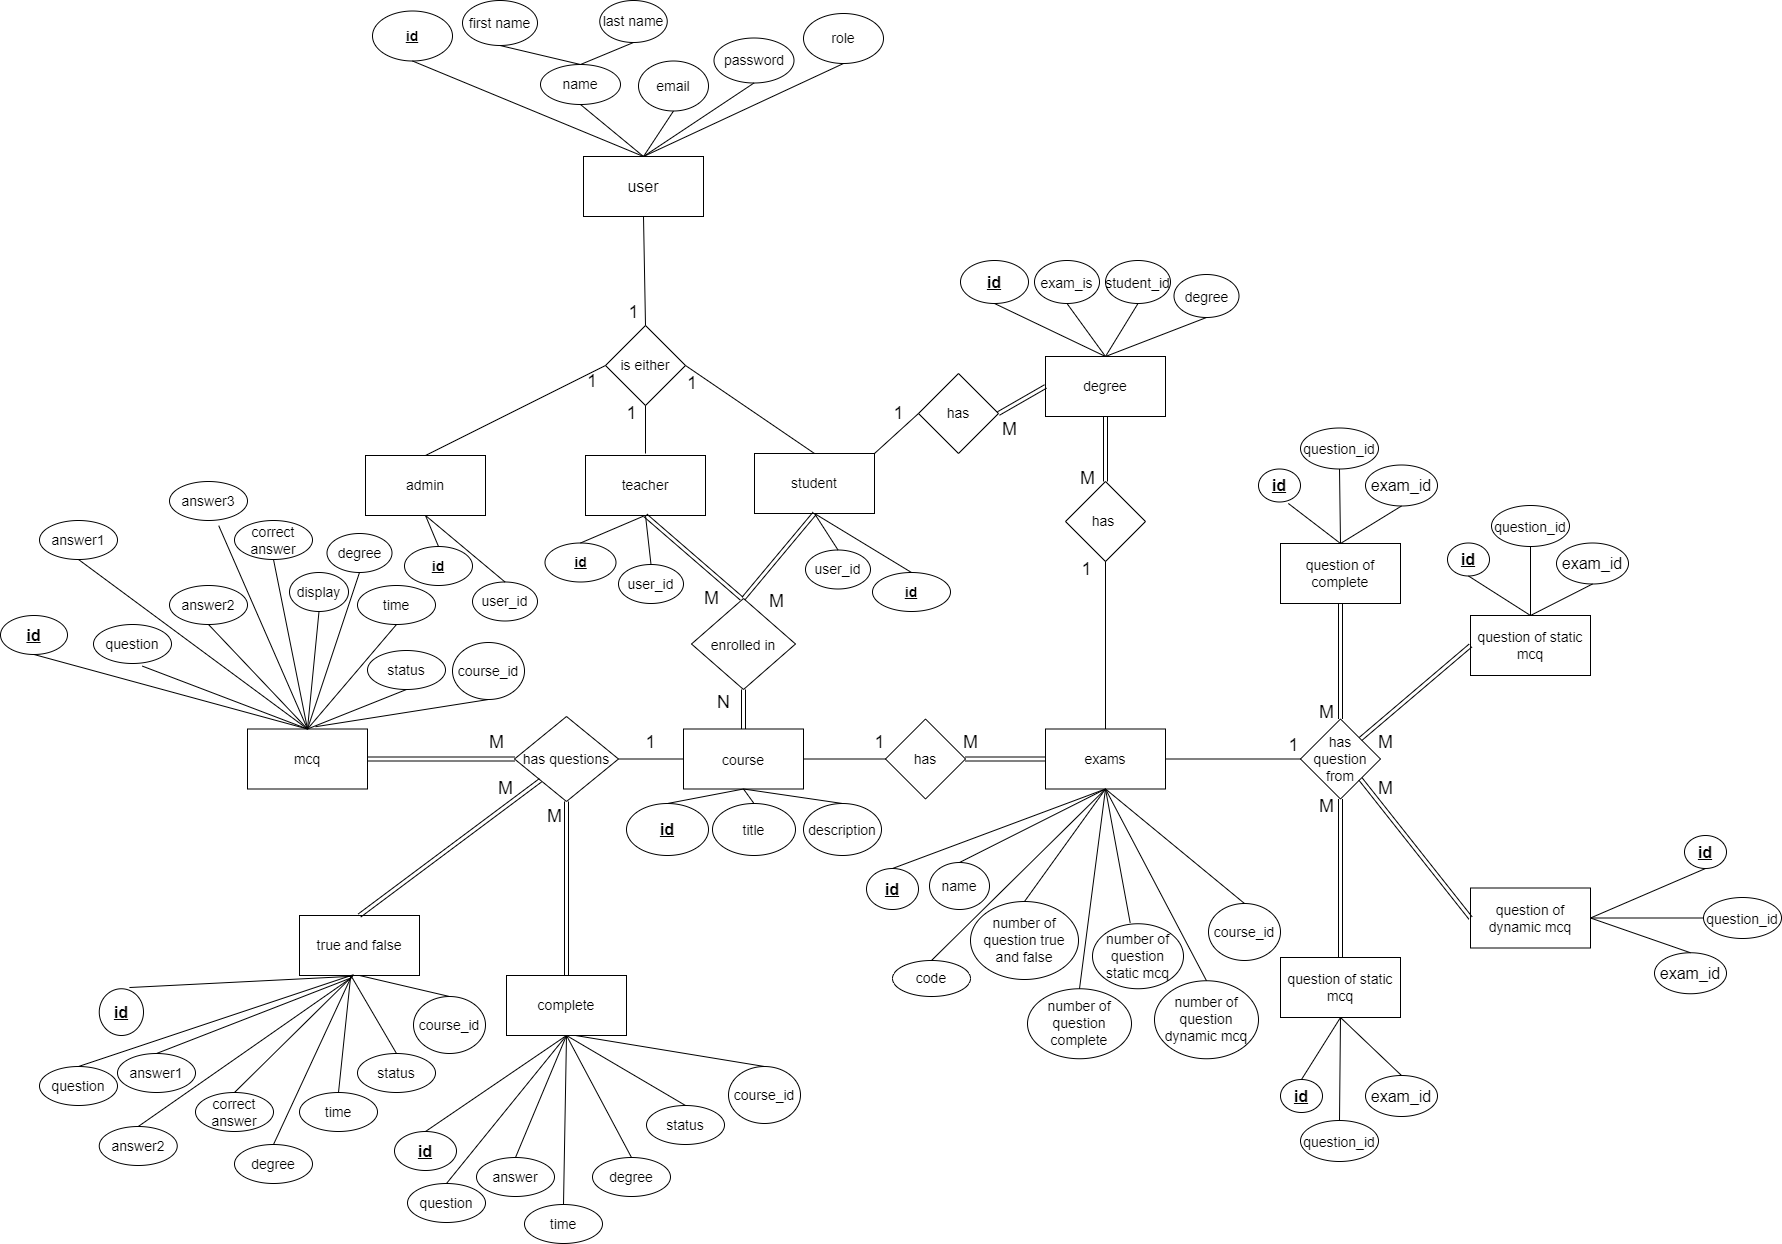 first name
last name
id
role
password
name
email
user
1
is either
1
1
1
id
exam_is
student_id
degree
degree
has
1
M
admin
teacher
student
id
user_id
id
user_id
user_id
id
M
M
enrolled in
N
M
has
1
answer3
answer1
correct
answer
degree
display
answer2
time
id
question
status
course_id
mcq
M
has questions
1
M
M
course
id
title
description
1
has
M
exams
1
has
question
from
M
M
M
M
question_id
id
exam_id
question of
complete
question_id
id
exam_id
question of static
mcq
id
question_id
exam_id
question of
dynamic mcq
question of static
mcq
id
exam_id
question_id
id
name
code
number of
question true
and false
number of
question
complete
number of
question
static mcq
number of
question
dynamic mcq
course_id
true and false
id
question
answer1
answer2
correct
answer
degree
time
status
course_id
complete
id
question
answer
time
degree
status
course_id